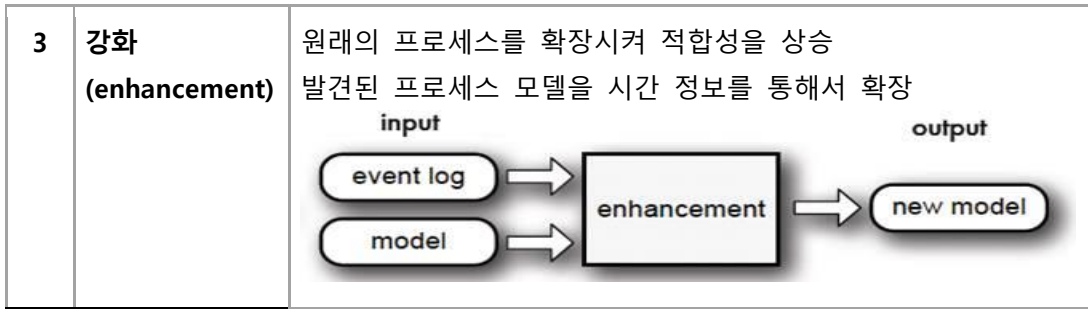 3
강화
(enhancement)
원래의 프로세스를 확장시켜 적합성을 상승
발견된 프로세스 모델을 시간 정보를 통해서 확장
input
output
event log
model
enhancement
new model